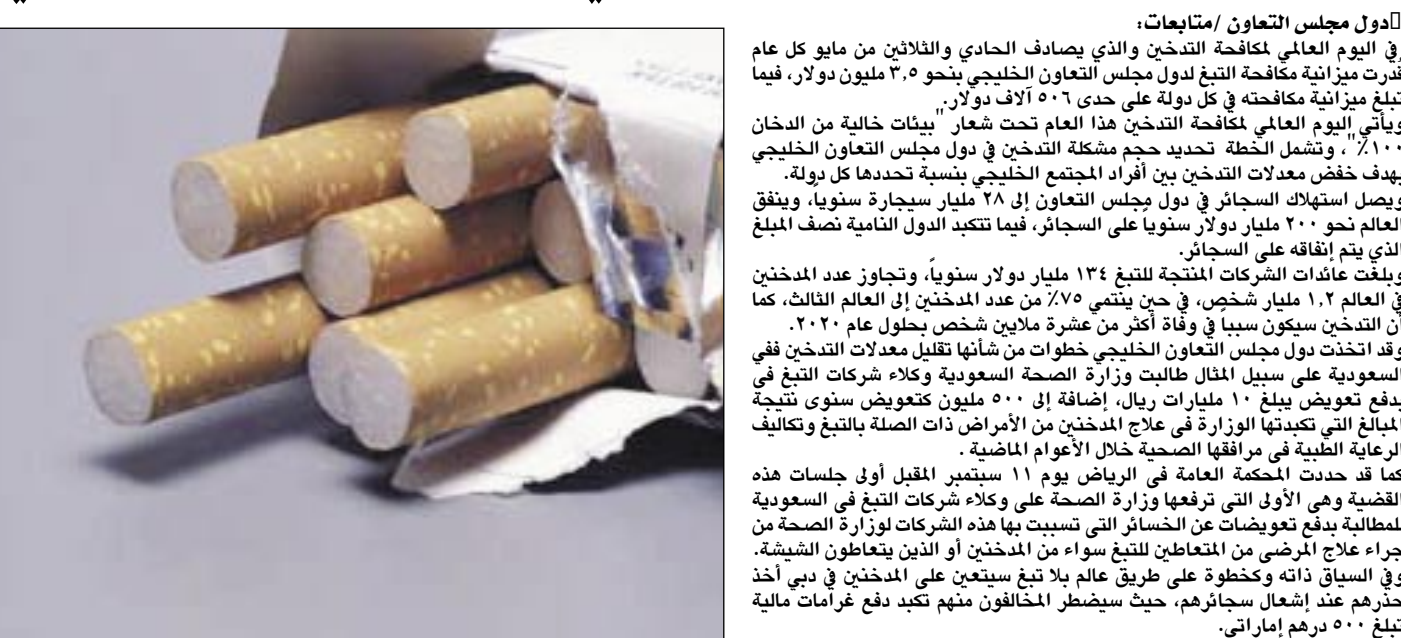 دول مجلس التعاون /متابعات:
وفي اليوم العالمي لمكافحة التدخين والذي يصادف الحادي والثلاثين من مايو كل عام
قُدرت ميزانية مكافحة التبغ لدول مجلس التعاون الخليجي بنحو ٣,٥ مليون دولار، فيما
تبلغ ميزانية مكافحته في كل دولة على حدى ٥٠٦ آلاف دولار.
ويأتي اليوم العالمي لمكافحة التدخين هذا العام تحت شعار "بيئات خالية من الدخان
١٠٠٪"، وتشمل الخطة تحديد حجم مشكلة التدخين في دول مجلس التعاون الخليجي
بهدف خفض معدلات التدخين بين أفراد المجتمع الخليجي بنسبة تحددها كل دولة.
ويصل استهلاك السجائر في دول مجلس التعاون إلى ٢٨ مليار سيجارة سنوياً، وينفق
العالم نحو ٢٠٠ مليار دولار سنوياً على السجائر، فيما تتكبد الدول النامية نصف المبلغ
الذي يتم إنفاقه على السجائر.
وبلغت عائدات الشركات المنتجة للتبغ ١٣٤ مليار دولار سنوياً، وتجاوز عدد المدخنين
في العالم ١,٢ مليار شخص، في حين ينتمي ٧٥٪ من عدد المدخنين إلى العالم الثالث، كما
أن التدخين سيكون سبباً في وفاة أكثر من عشرة ملايين شخص بحلول عام ٢٠٢٠.
وقد اتخذت دول مجلس التعاون الخليجي خطوات من شأنها تقليل معدلات التدخين ففي
السعودية على سبيل المثال طالبت وزارة الصحة السعودية وكلاء شركات التبغ فى
بدفع تعويض يبلغ ١٠ مليارات ريال، إضافة إلى ٥٠٠ مليون كتعويض سنوى نتيجة
المبالغ التي تكبدتها الوزارة فى علاج المدخنين من الأمراض ذات الصلة بالتبغ وتكاليف
الرعاية الطبية فى مرافقها الصحية خلال الأعوام الماضية .
كما قد حددت المحكمة العامة فى الرياض يوم ١١ سبتمبر المقبل أولى جلسات هذه
القضية وهى الأولى التى ترفعها وزارة الصحة على وكلاء شركات التبغ فى السعودية
للمطالبة بدفع تعويضات عن الخسائر التى تسببت بها هذه الشركات لوزارة الصحة من
جراء علاج المرضى من المتعاطين للتبغ سواء من المدخنين أو الذين يتعاطون الشيشة.
وفي السياق ذاته وكخطوة على طريق عالم بلا تبغ سيتعين على المدخنين في دبي أخذ
حذرهم عند إشعال سجائرهم، حيث سيضطر المخالفون منهم تكبد دفع غرامات مالية
تبلغ ٥٠٠ درهم إماراتي.